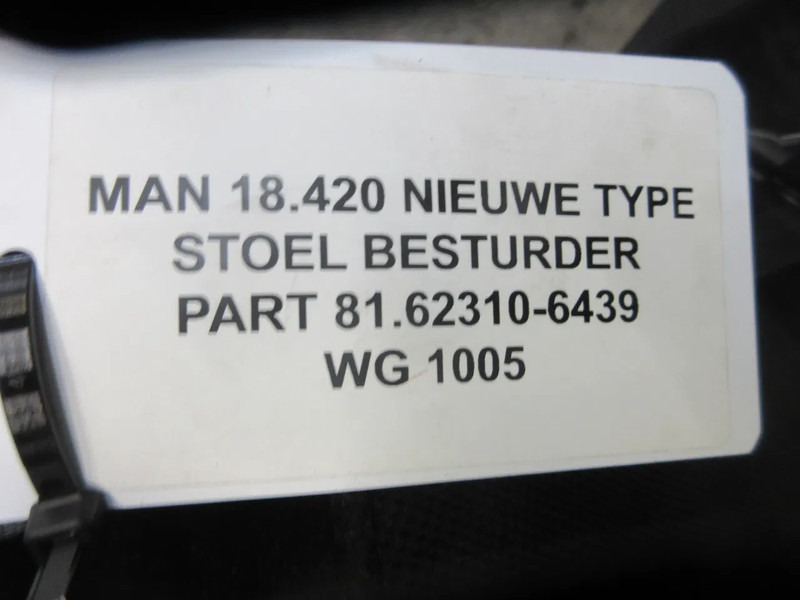 MAN 18.420 NIEUWE TYPE
STOEL BESTURDER
PART 81.62310-6439
WG 1005